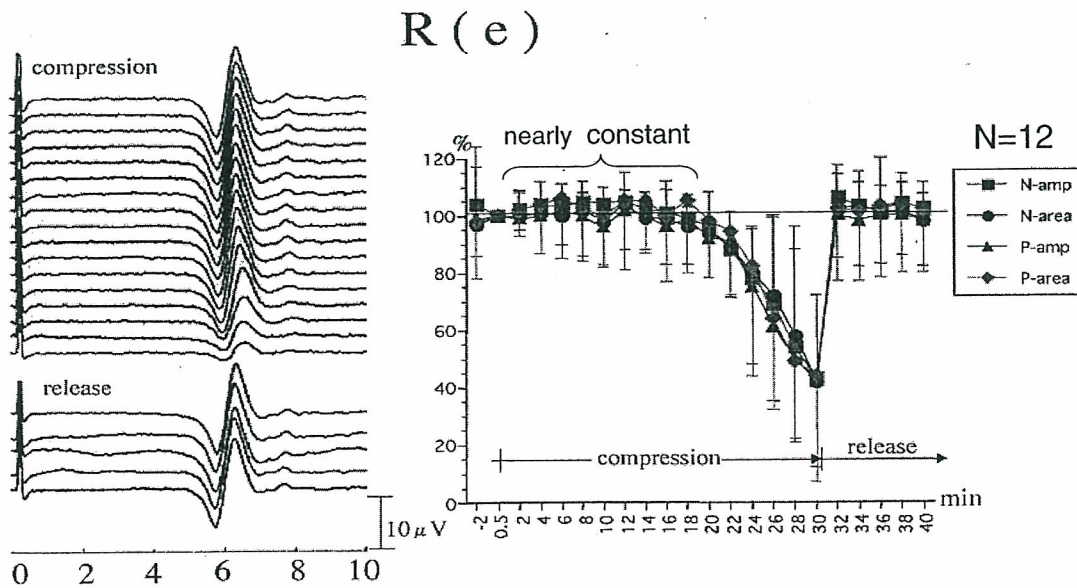 R(e)
compression
release
10μV
0 2 4 6 8 10
nearly constant
N=12
%
120
100
80
60
40
20
0
compression
release
min
-2 0.5 2 4 6 8 10 12 14 16 18 20 22 24 26 28 30 32 34 36 38 40
N-amp
N-area
P-amp
P-area